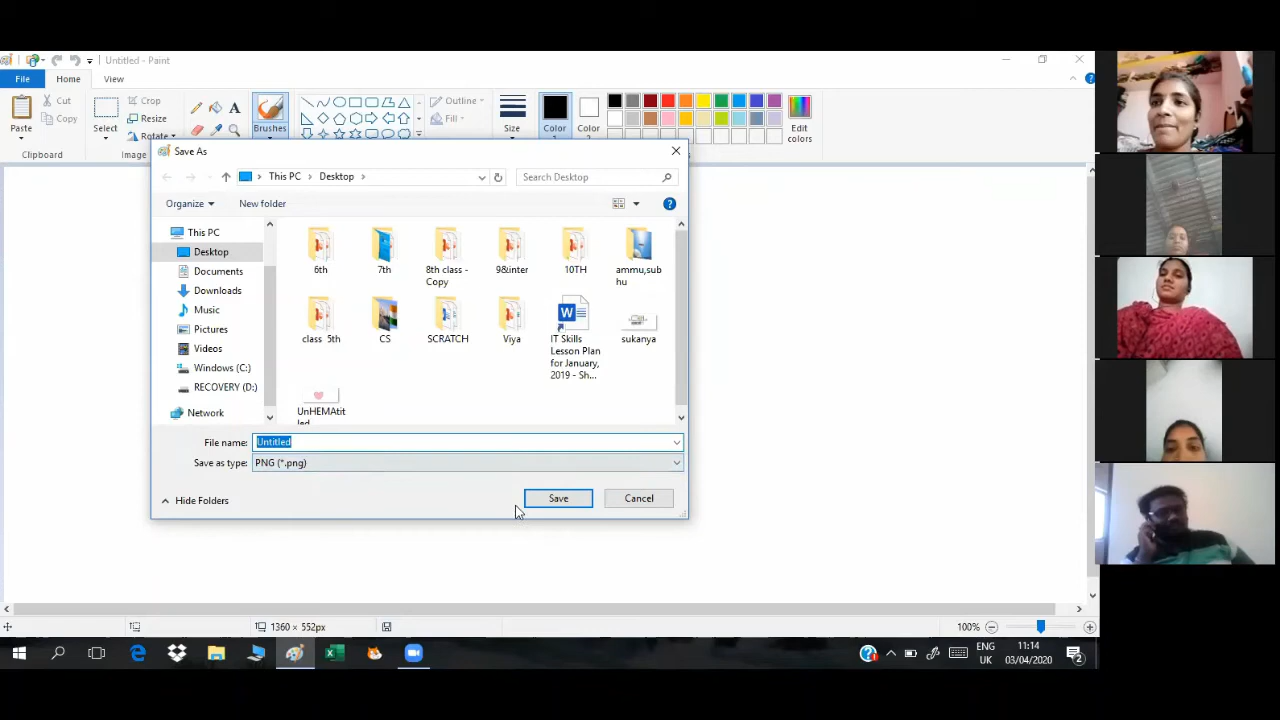 Untitled - Paint
File Home View
Paste Cut Copy
Clipboard
Select Crop Resize Rotate
Image
Brushes
Outline Fill
Size
Color 1
Color 2
Edit colors
Save As
This PC Desktop
Search Desktop
Organize New folder
This PC
Desktop
Documents
Downloads
Music
Pictures
Videos
Windows (C:)
RECOVERY (D:)
Network
6th
7th
8th class - Copy
9&inter
10TH
ammu,subhu
class 5th
CS
SCRATCH
Viya
IT Skills
Lesson Plan
for January,
2019 - Sh...
sukanya
UnHEMAtit
led
File name: Untitled
Save as type: PNG (*.png)
Hide Folders
Save Cancel
1360 × 552px
100%
ENG
UK
11:14
03/04/2020
2